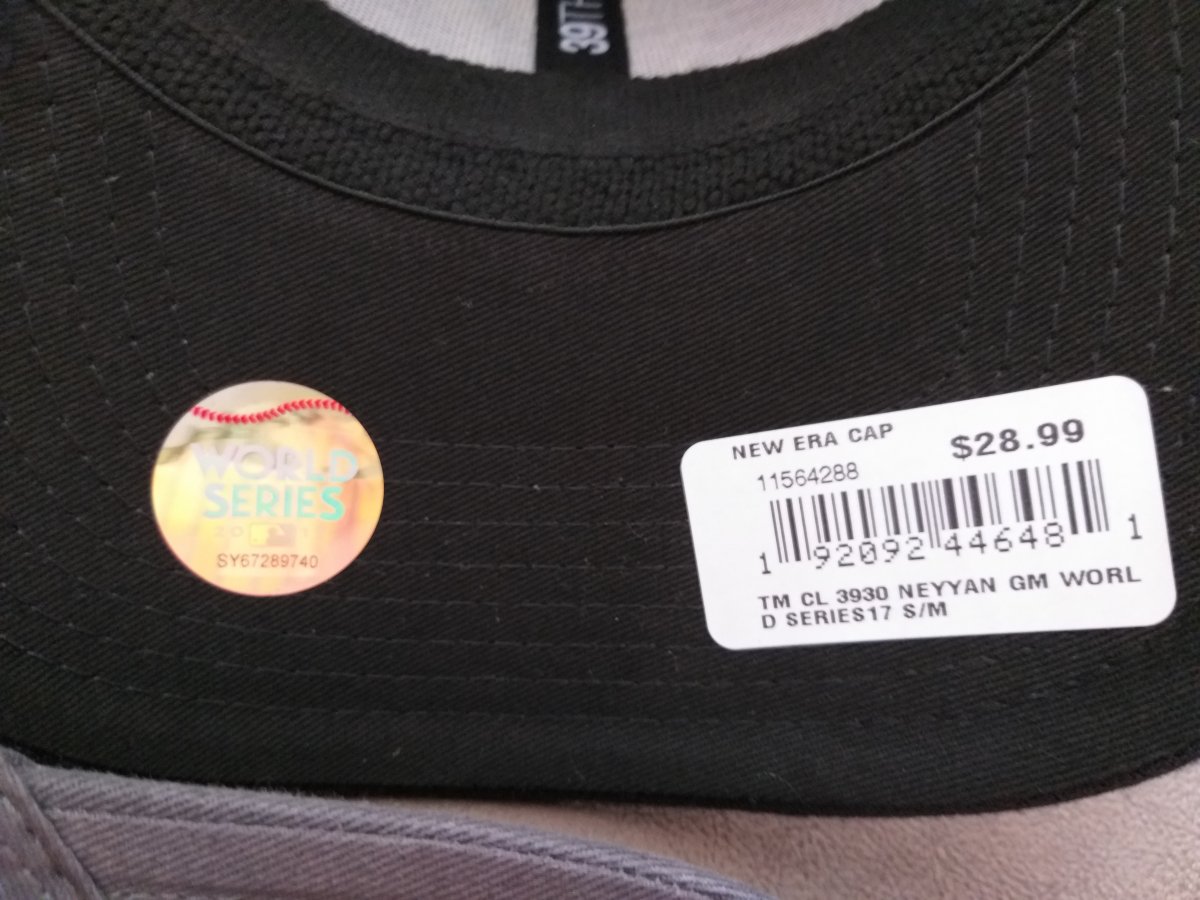 39TH
WORLD
SERIES
SY67289740
NEW ERA CAP
$28.99
11564288
1 92092 44648 1
TM CL 3930 NEYYAN GM WORL
D SERIES17 S/M